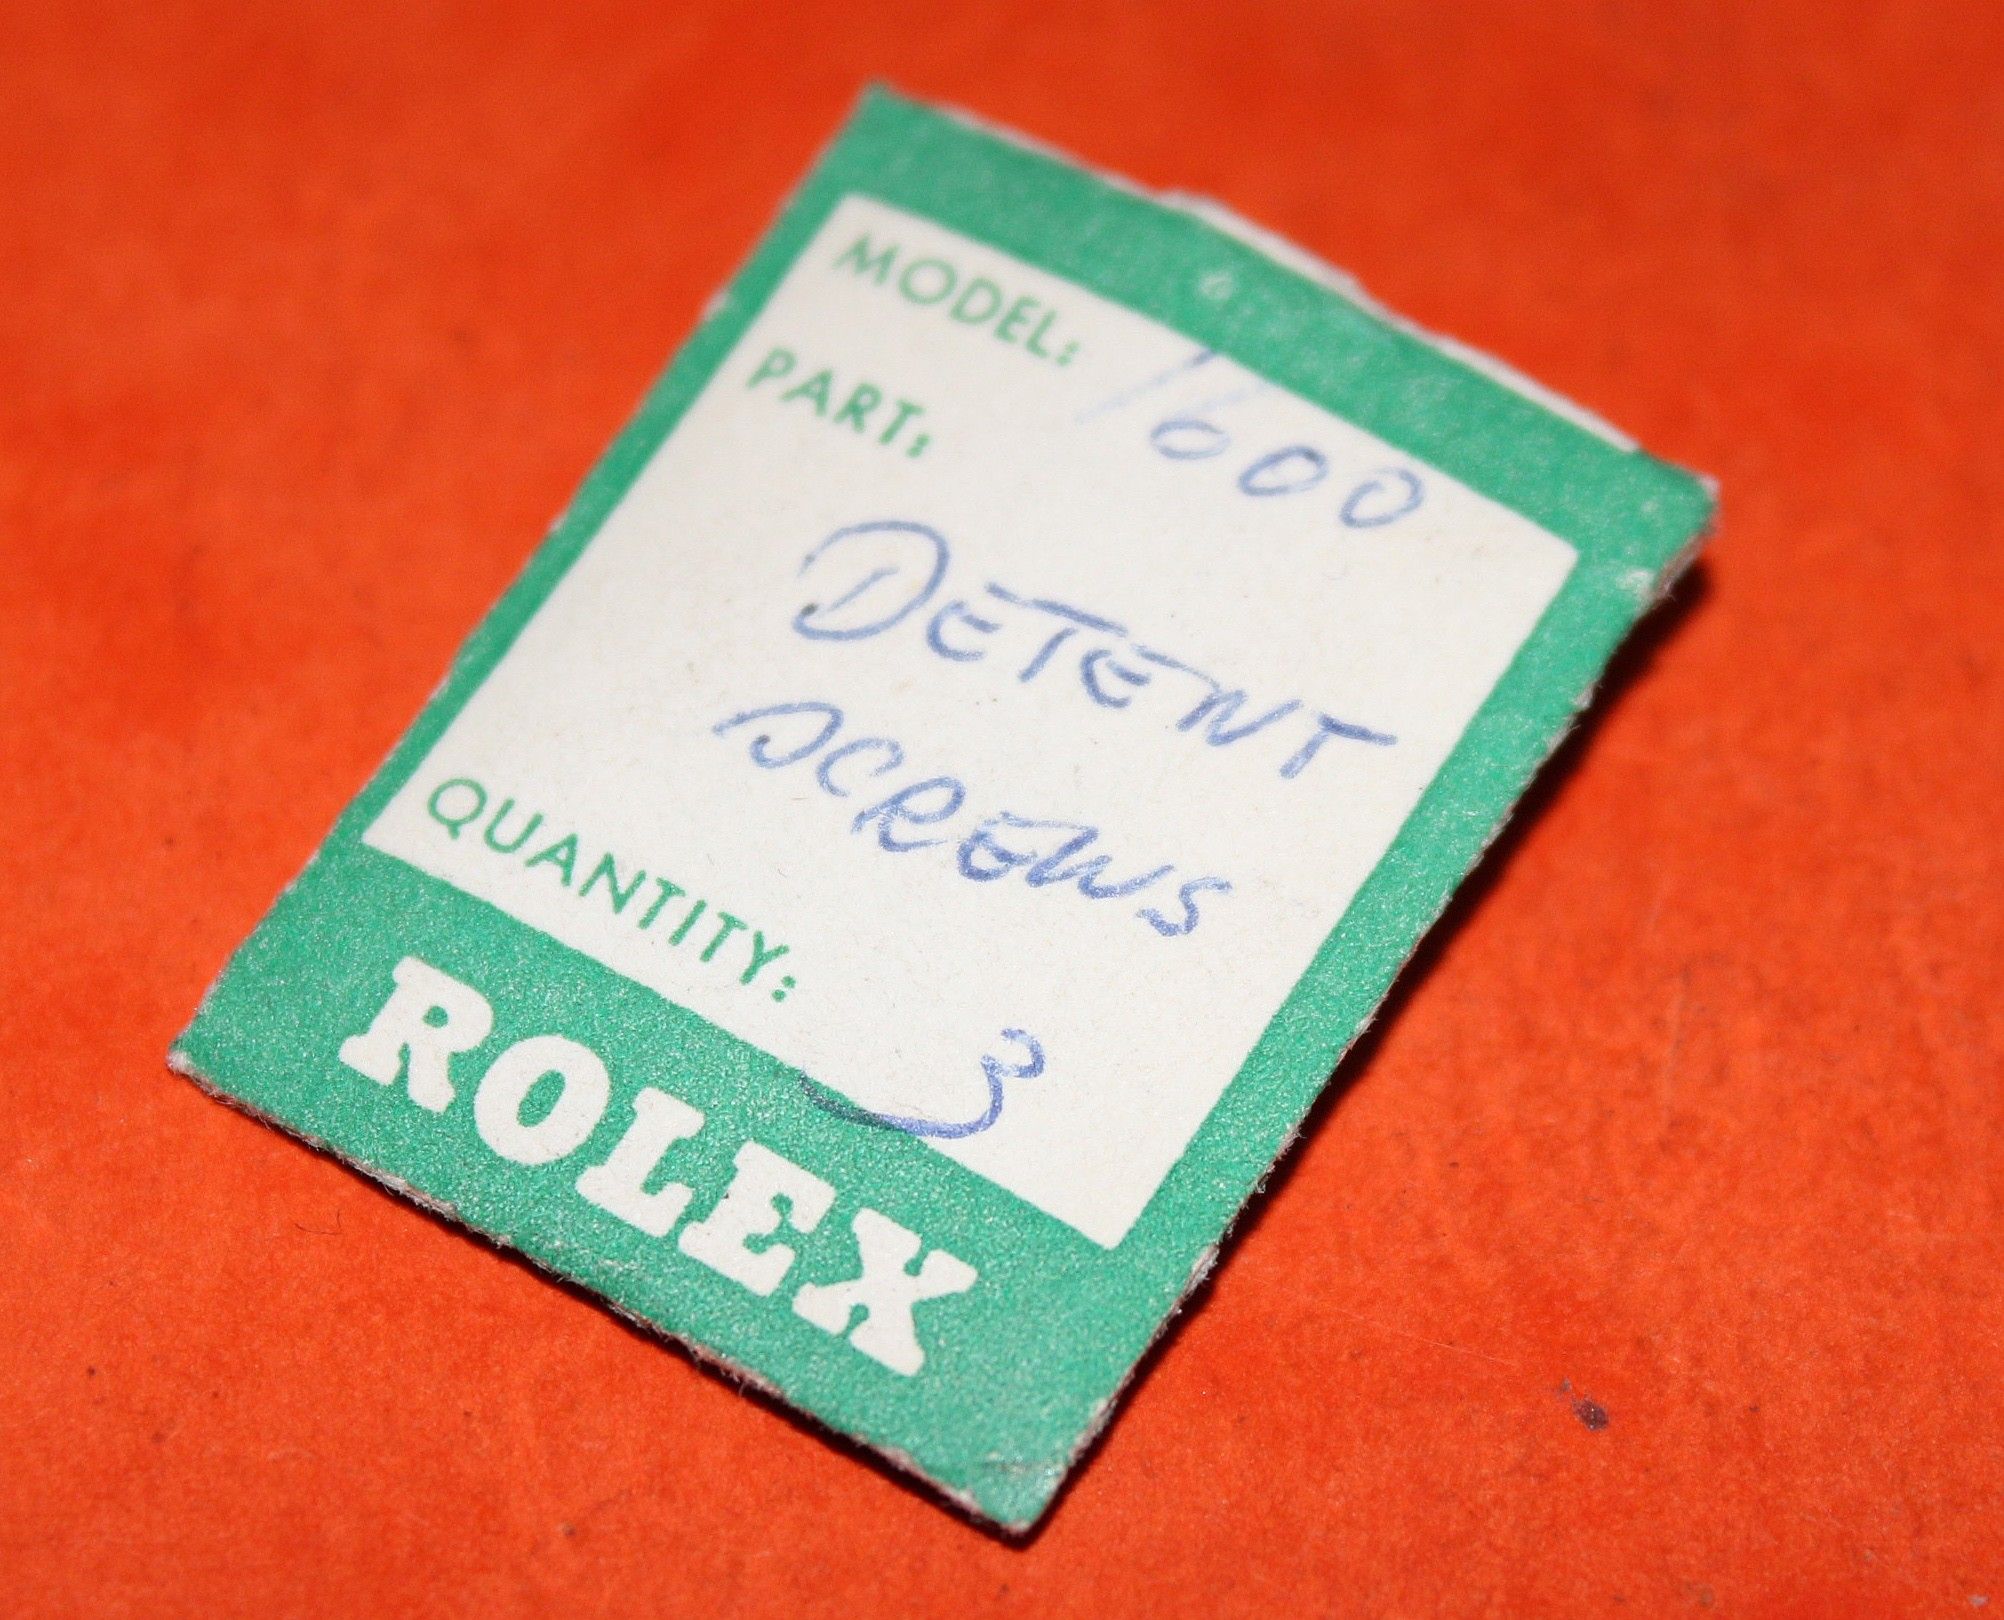 MODEL: 1600
PART:
DETENT
SCREWS
QUANTITY: 3
ROLEX